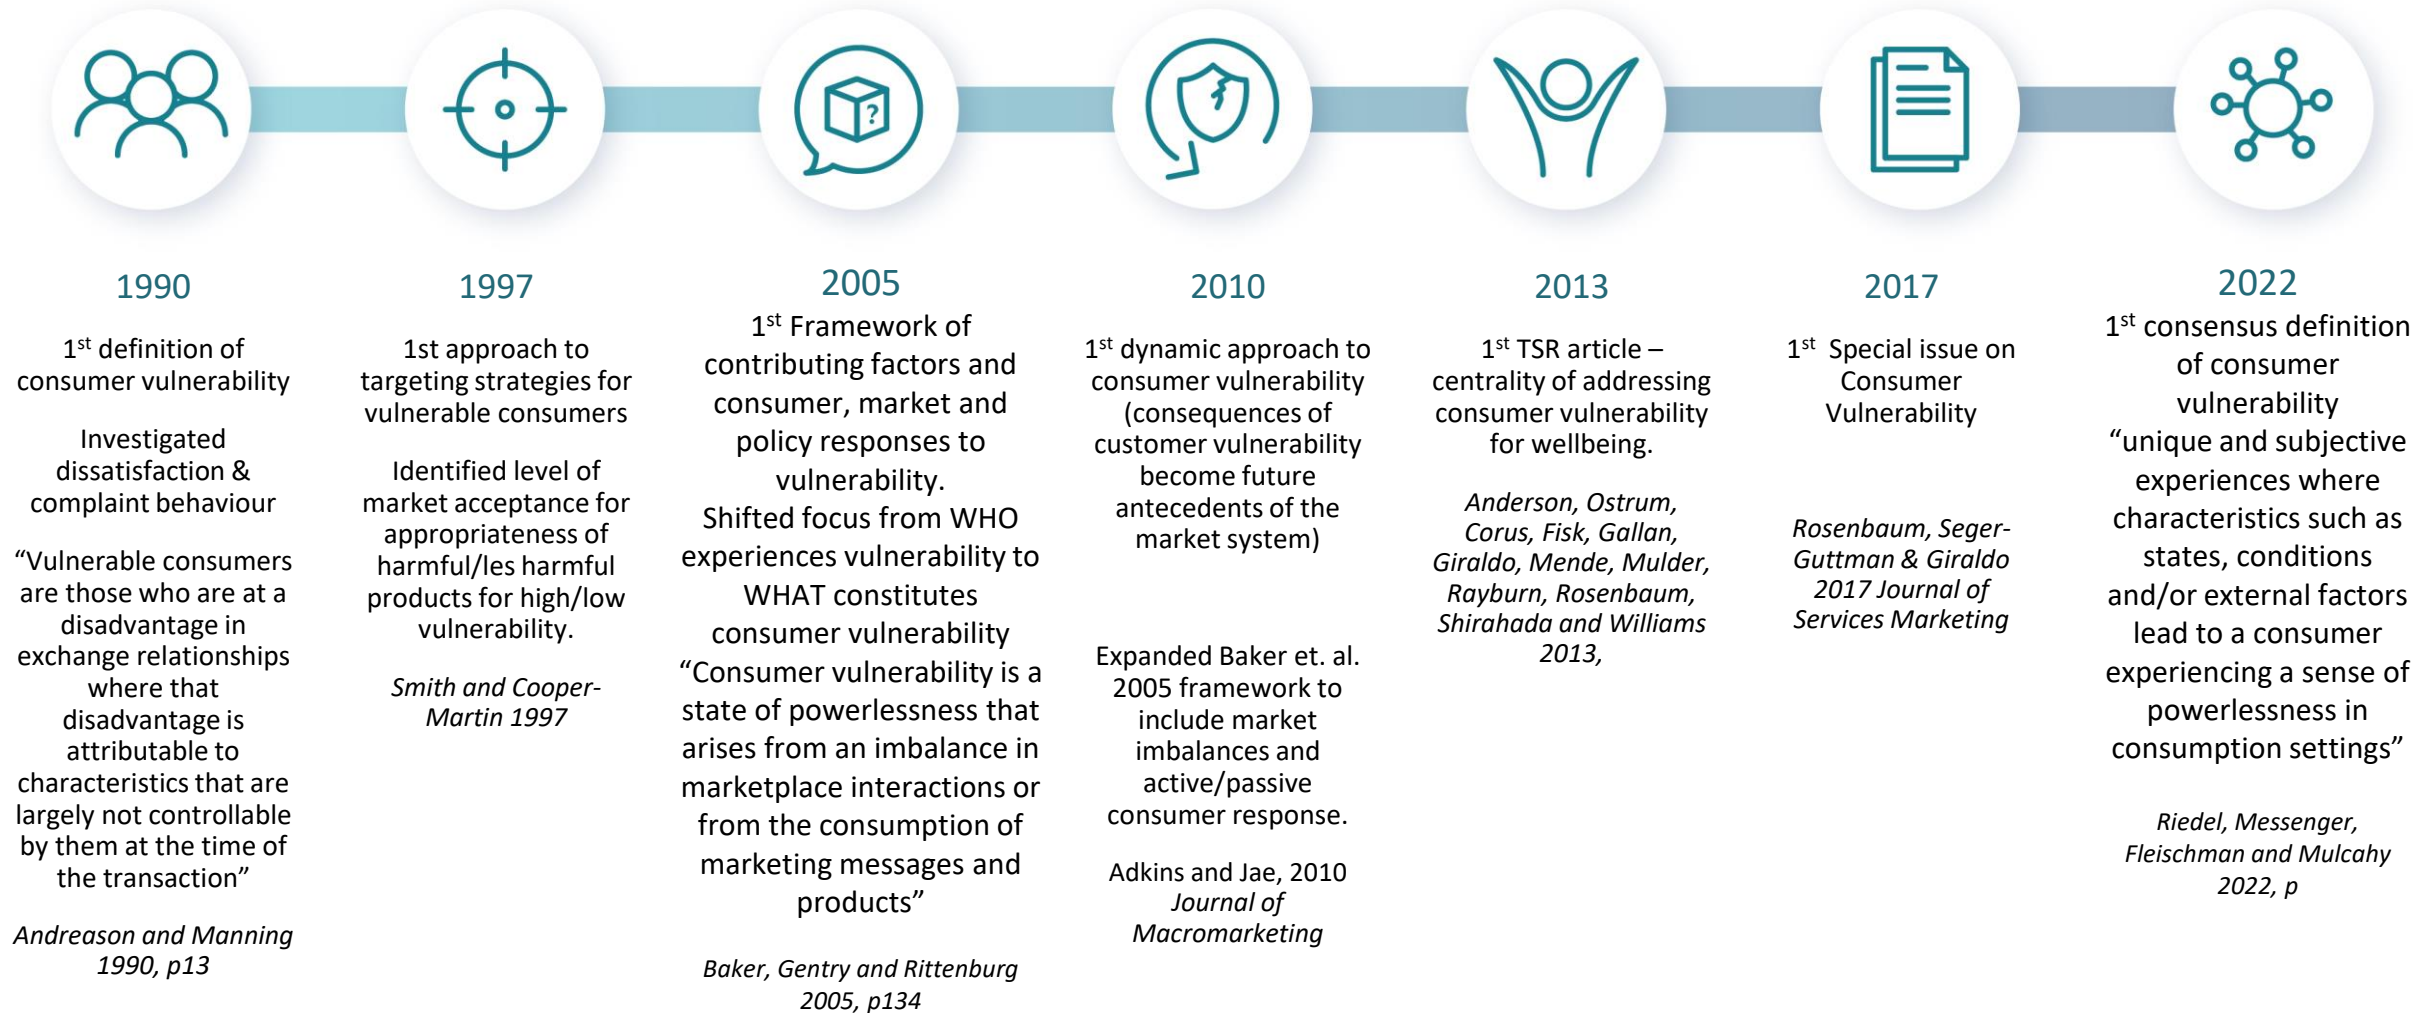 ?
1990
1st definition of
consumer vulnerability
Investigated
dissatisfaction &
complaint behaviour
“Vulnerable consumers
are those who are at a
disadvantage in
exchange relationships
where that
disadvantage is
attributable to
characteristics that are
largely not controllable
by them at the time of
the transaction”
Andreason and Manning
1990, p13
1997
1st approach to
targeting strategies for
vulnerable consumers
Identified level of
market acceptance for
appropriateness of
harmful/les harmful
products for high/low
vulnerability.
Smith and Cooper-
Martin 1997
2005
1st Framework of
contributing factors and
consumer, market and
policy responses to
vulnerability.
Shifted focus from WHO
experiences vulnerability to
WHAT constitutes
consumer vulnerability
“Consumer vulnerability is a
state of powerlessness that
arises from an imbalance in
marketplace interactions or
from the consumption of
marketing messages and
products”
Baker, Gentry and Rittenburg
2005, p134
2010
1st dynamic approach to
consumer vulnerability
(consequences of
customer vulnerability
become future
antecedents of the
market system)
Expanded Baker et. al.
2005 framework to
include market
imbalances and
active/passive
consumer response.
Adkins and Jae, 2010
Journal of
Macromarketing
2013
1st TSR article –
centrality of addressing
consumer vulnerability
for wellbeing.
Anderson, Ostrum,
Corus, Fisk, Gallan,
Giraldo, Mende, Mulder,
Rayburn, Rosenbaum,
Shirahada and Williams
2013,
2017
1st Special issue on
Consumer
Vulnerability
Rosenbaum, Seger-
Guttman & Giraldo
2017 Journal of
Services Marketing
2022
1st consensus definition
of consumer
vulnerability
“unique and subjective
experiences where
characteristics such as
states, conditions
and/or external factors
lead to a consumer
experiencing a sense of
powerlessness in
consumption settings”
Riedel, Messenger,
Fleischman and Mulcahy
2022, p